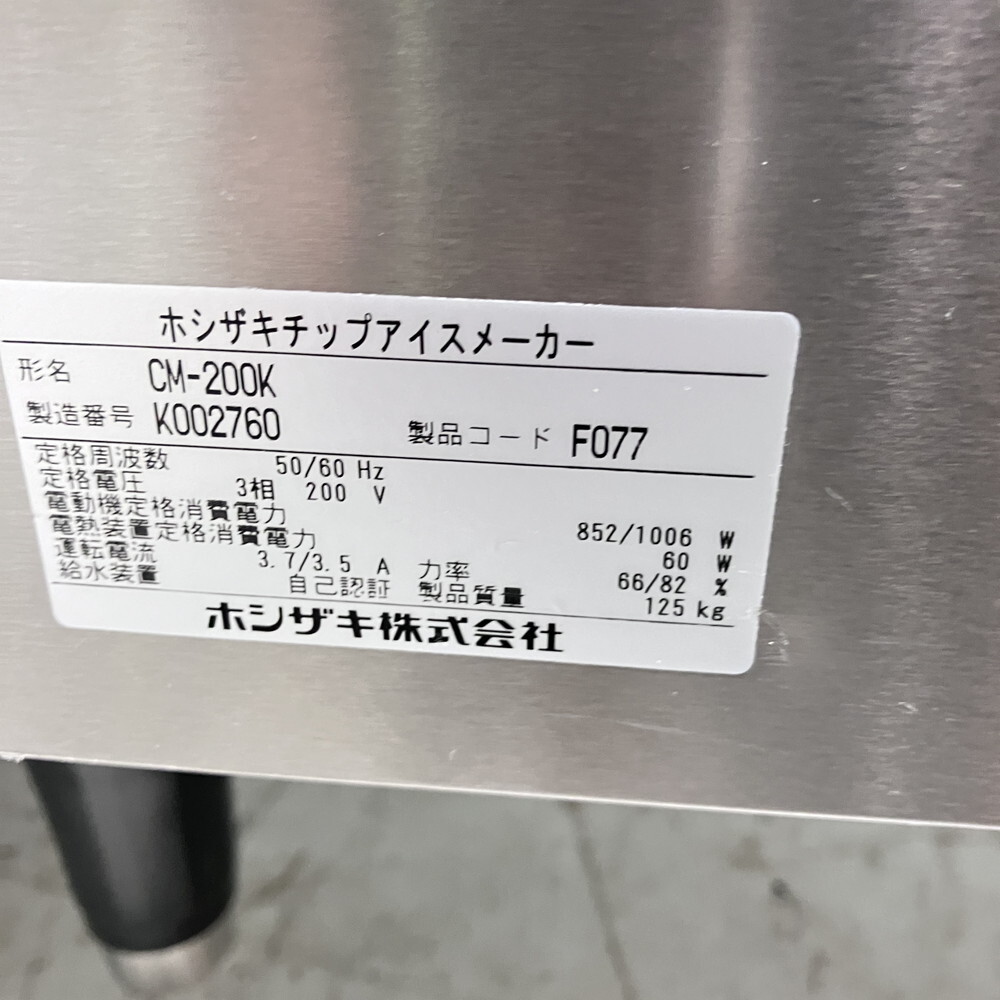 ホシザキチップアイスメーカー
形名 CM-200K
製造番号 K002760 製品コード F077
定格周波数 50/60 Hz
定格電圧 3相 200 V
電動機定格消費電力 852/1006 W
電熱装置定格消費電力 60 W
運転電流 3.7/3.5 A 力率 66/82 %
給水装置 自己認証 製品質量 125 kg
ホシザキ株式会社